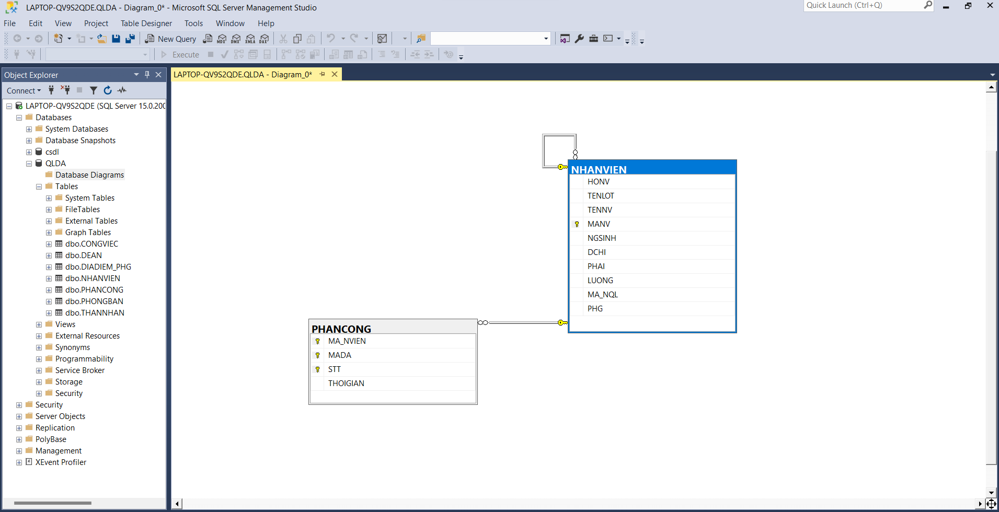 LAPTOP-QV9S2QDE.QLDA - Diagram_0* - Microsoft SQL Server Management Studio
Quick Launch (Ctrl+Q)
File Edit View Project Table Designer Tools Window Help
New Query MDX DMX XMLA DAX
Execute
Object Explorer
LAPTOP-QV9S2QDE.QLDA - Diagram_0*
Connect
LAPTOP-QV9S2QDE (SQL Server 15.0.200
Databases
System Databases
Database Snapshots
csdl
QLDA
Database Diagrams
Tables
System Tables
FileTables
External Tables
Graph Tables
dbo.CONGVIEC
dbo.DEAN
dbo.DIADIEM_PHG
dbo.NHANVIEN
dbo.PHANCONG
dbo.PHONGBAN
dbo.THANNHAN
Views
External Resources
Synonyms
Programmability
Service Broker
Storage
Security
Security
Server Objects
Replication
PolyBase
Management
XEvent Profiler
NHANVIEN
HONV
TENLOT
TENNV
MANV
NGSINH
DCHI
PHAI
LUONG
MA_NQL
PHG
PHANCONG
MA_NVIEN
MADA
STT
THOIGIAN